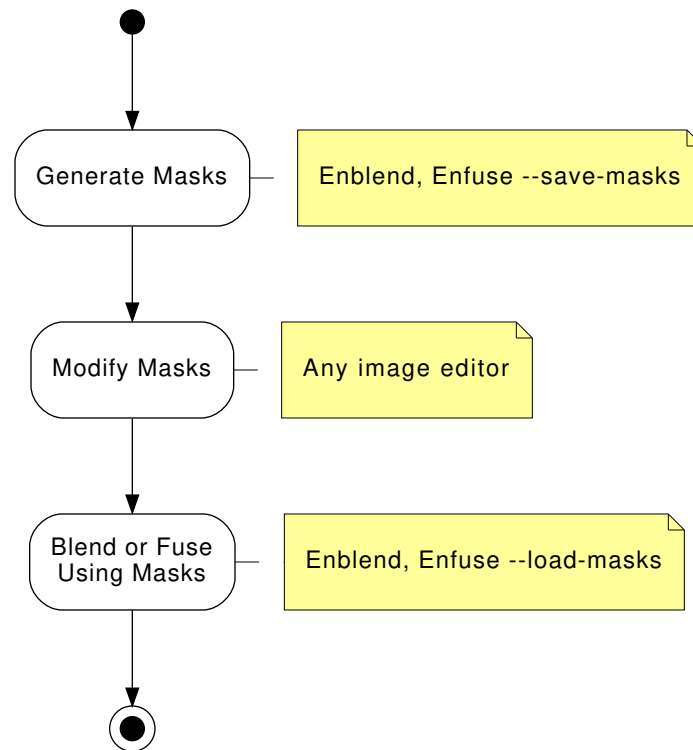 Generate Masks
Enblend, Enfuse --save-masks
Modify Masks
Any image editor
Blend or Fuse
Using Masks
Enblend, Enfuse --load-masks